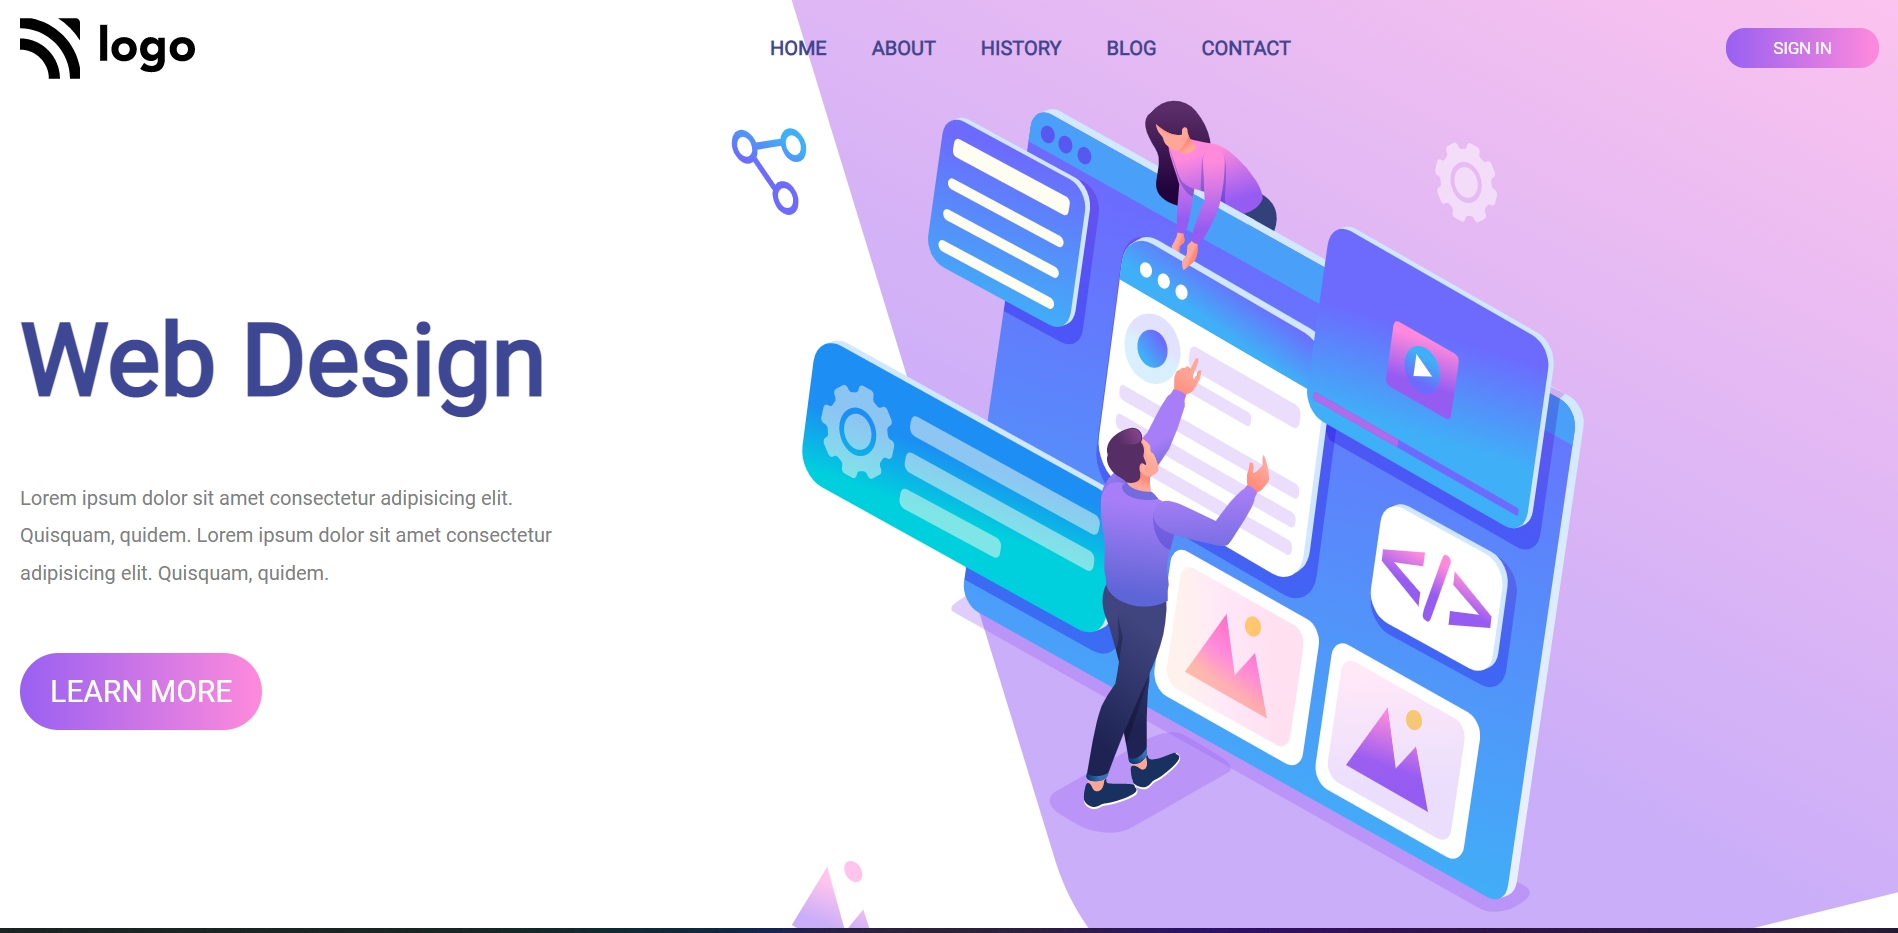 logo
HOME ABOUT HISTORY BLOG CONTACT
SIGN IN
Web Design
Lorem ipsum dolor sit amet consectetur adipisicing elit.
Quisquam, quidem. Lorem ipsum dolor sit amet consectetur
adipisicing elit. Quisquam, quidem.
LEARN MORE
</>